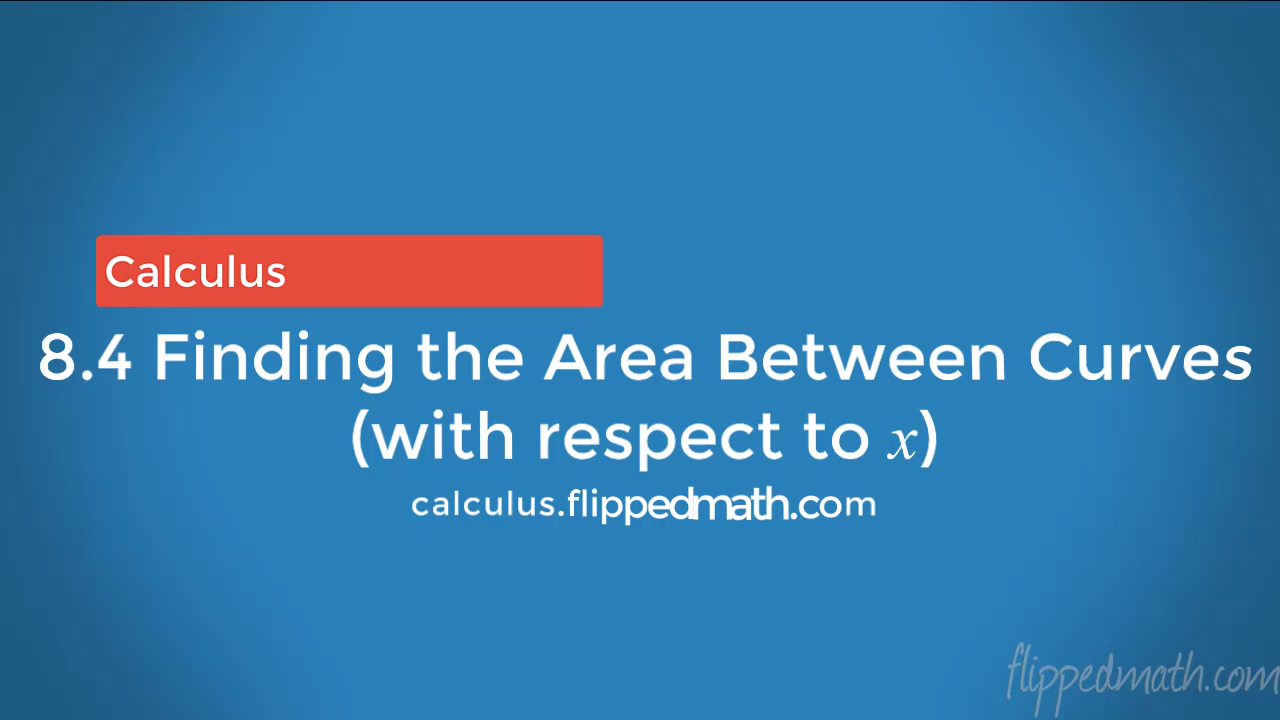 Calculus
8.4 Finding the Area Between Curves
(with respect to x)
calculus.flippedmath.com
flippedmath.com